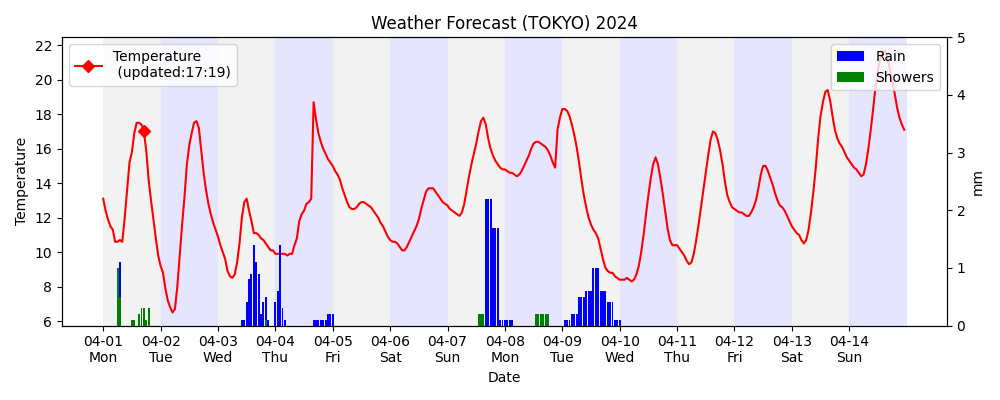 Weather Forecast (TOKYO) 2024
Temperature
(updated:17:19)
Rain
Showers
Temperature
22
20
18
16
14
12
10
8
6
5
4
3
2
1
0
mm
04-01 04-02 04-03 04-04 04-05 04-06 04-07 04-08 04-09 04-10 04-11 04-12 04-13 04-14
Mon Tue Wed Thu Fri Sat Sun Mon Tue Wed Thu Fri Sat Sun
Date